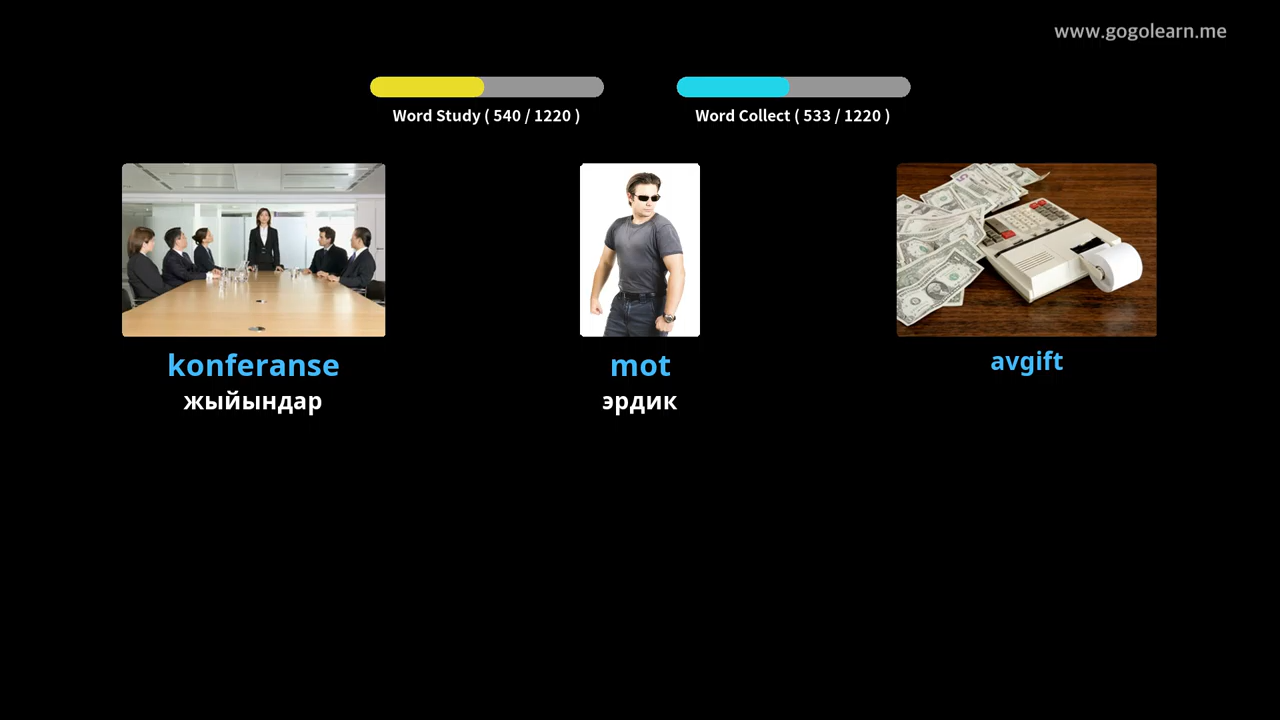 www.gogolearn.me
Word Study ( 540 / 1220 )
Word Collect ( 533 / 1220 )
konferanse
жыйындар
mot
эрдик
avgift